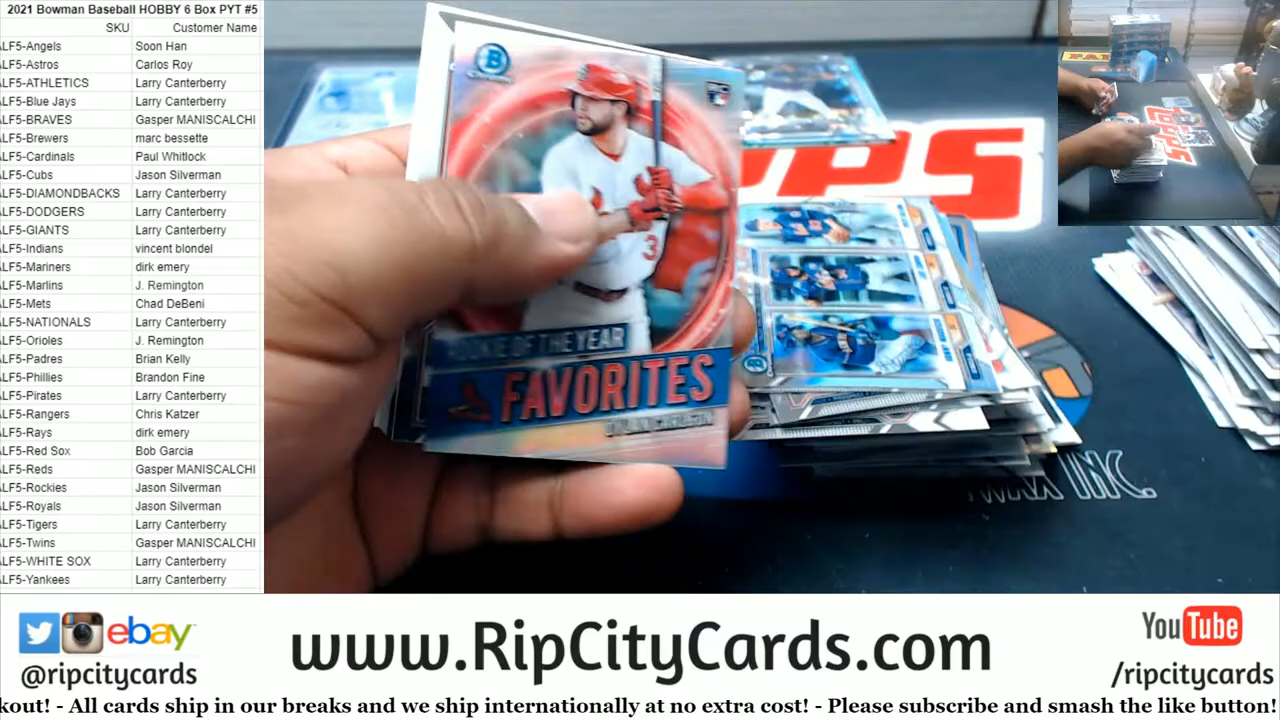 2021 Bowman Baseball HOBBY 6 Box PYT #5
SKU Customer Name
ALF5-Angels Soon Han
ALF5-Astros Carlos Roy
ALF5-ATHLETICS Larry Canterberry
ALF5-Blue Jays Larry Canterberry
ALF5-BRAVES Gasper MANISCALCHI
ALF5-Brewers marc bessette
ALF5-Cardinals Paul Whitlock
ALF5-Cubs Jason Silverman
ALF5-DIAMONDBACKS Larry Canterberry
ALF5-DODGERS Larry Canterberry
ALF5-GIANTS Larry Canterberry
ALF5-Indians vincent blondel
ALF5-Mariners dirk emery
ALF5-Marlins J. Remington
ALF5-Mets Chad DeBeni
ALF5-NATIONALS Larry Canterberry
ALF5-Orioles J. Remington
ALF5-Padres Brian Kelly
ALF5-Phillies Brandon Fine
ALF5-Pirates Larry Canterberry
ALF5-Rangers Chris Katzer
ALF5-Rays dirk emery
ALF5-Red Sox Bob Garcia
ALF5-Reds Gasper MANISCALCHI
ALF5-Rockies Jason Silverman
ALF5-Royals Jason Silverman
ALF5-Tigers Larry Canterberry
ALF5-Twins Gasper MANISCALCHI
ALF5-WHITE SOX Larry Canterberry
ALF5-Yankees Larry Canterberry
B
RC
3
OF THE YEAR
FAVORITES
PPS
INC.
Topps
ebay
@ripcitycards
www.RipCityCards.com
YouTube
/ripcitycards
kout! - All cards ship in our breaks and we ship internationally at no extra cost! - Please subscribe and smash the like button!